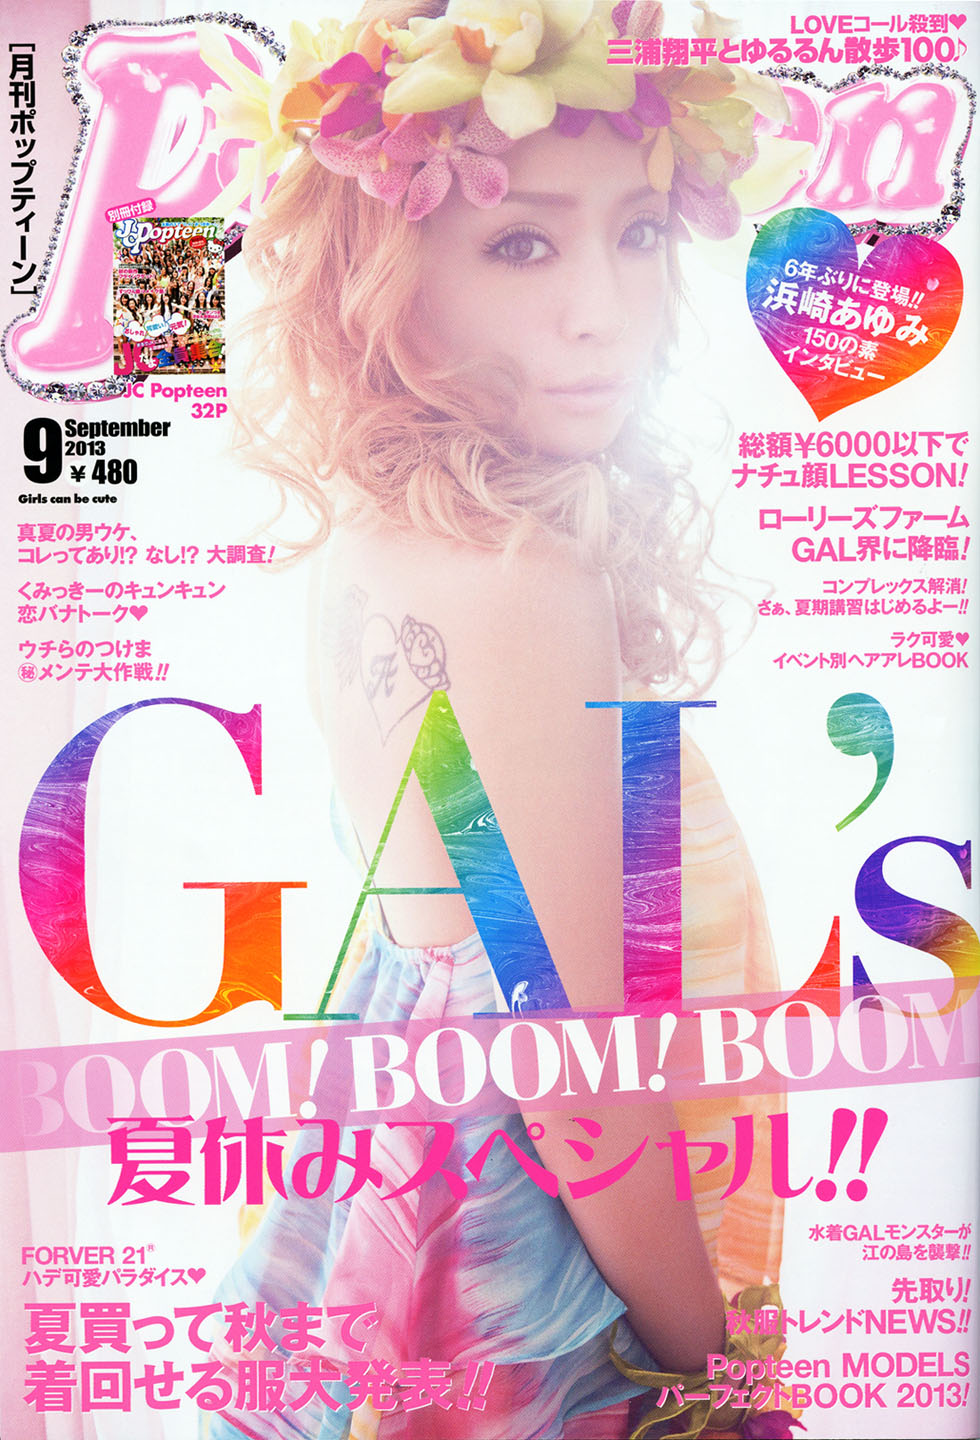 LOVEコール殺到♥
三浦翔平とゆるるん散歩100♪
[月刊ポップティーン]
Popteen
別冊付録
JC Popteen
JC Popteen
32P
6年ぶりに登場!!
浜崎あゆみ
150の素
インタビュー
9 September
2013
¥480
Girls can be cute
真夏の男ウケ、
コレってあり!? なし!? 大調査!
くみっきーのキュンキュン
恋バナトーク♥
ウチらのつけま
㊙メンテ大作戦!!
総額¥6000以下で
ナチュ顔LESSON!
ローリーズファーム
GAL界に降臨!
コンプレックス解消!
さぁ、夏期講習はじめるよー!!
ラク可愛♥
イベント別ヘアアレBOOK
A
GAL's
BOOM! BOOM! BOOM
夏休みスペシャル!!
FORVER 21®
ハデ可愛パラダイス♥
夏買って秋まで
着回せる服大発表!!
水着GALモンスターが
江の島を襲撃!!
先取り!
秋服トレンドNEWS!!
Popteen MODELS
パーフェクトBOOK 2013!